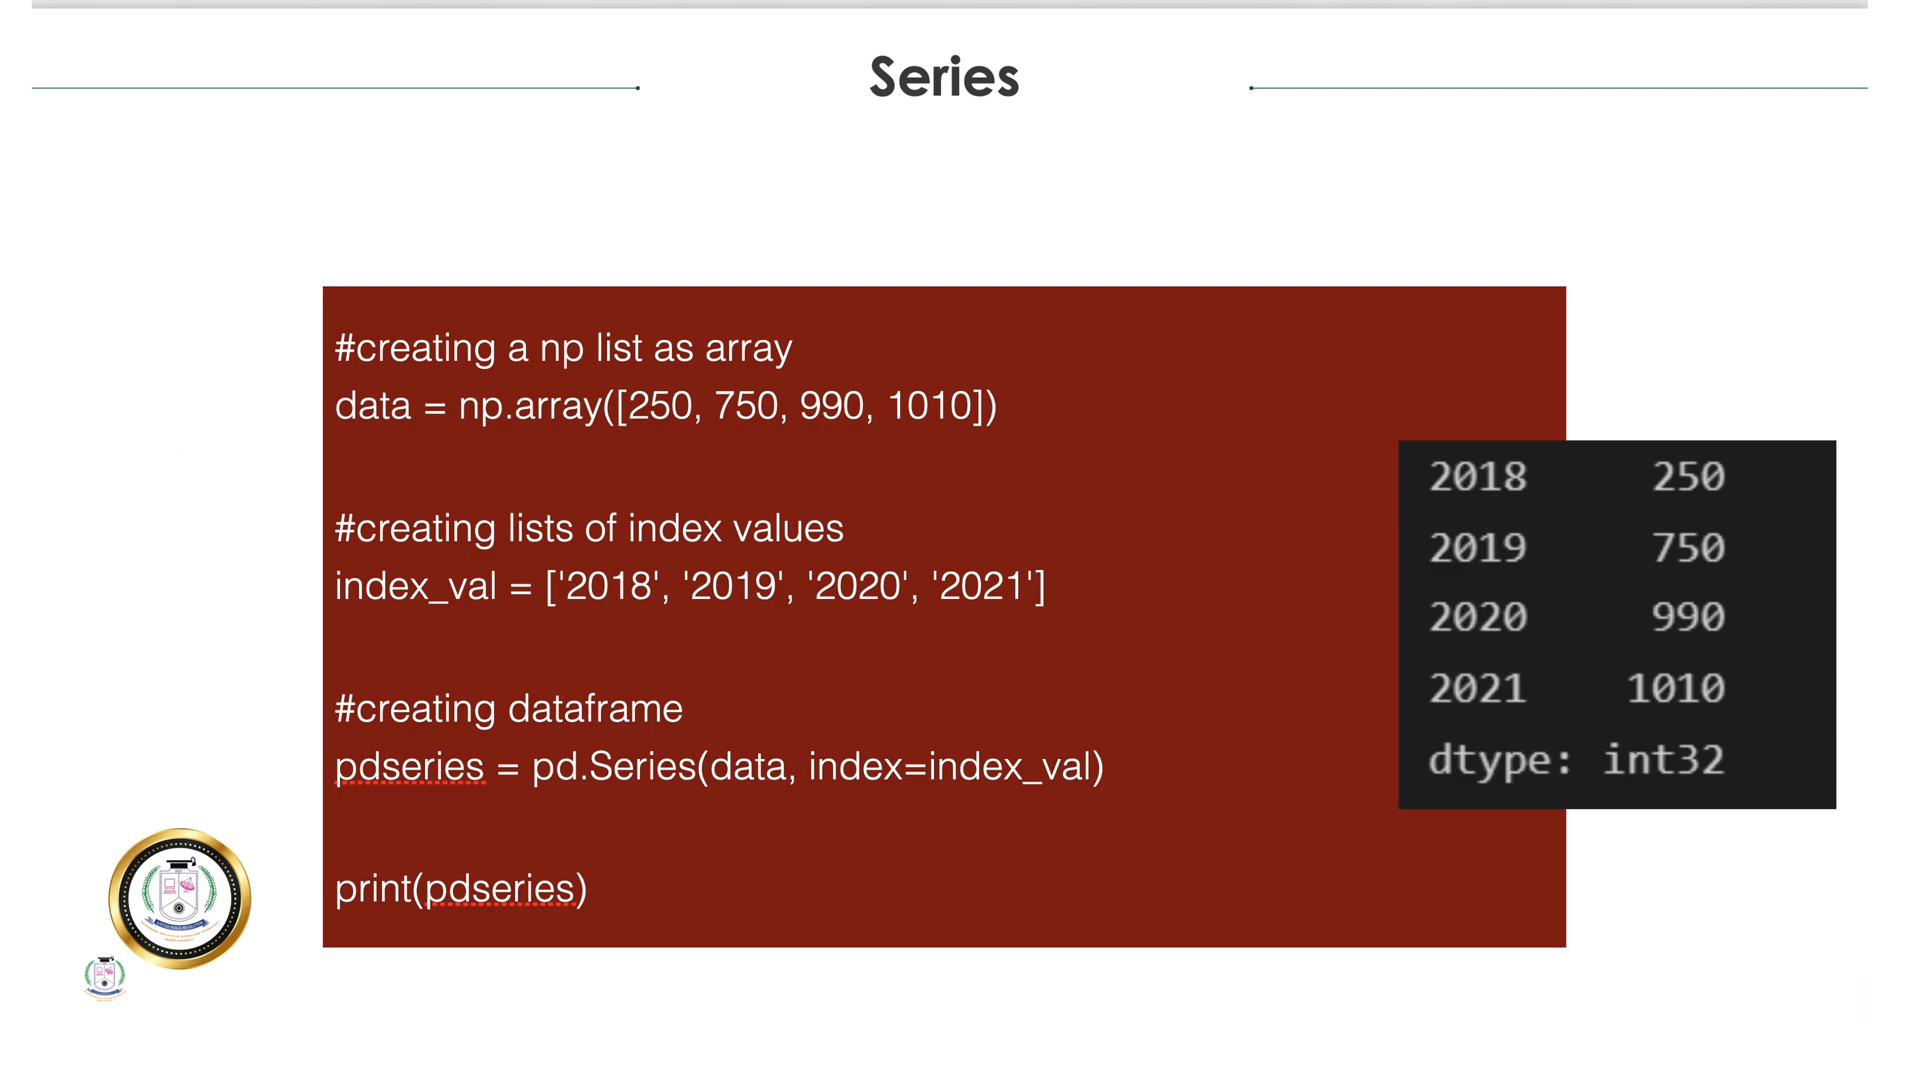 Series
#creating a np list as array
data = np.array([250, 750, 990, 1010])
#creating lists of index values
index_val = ['2018', '2019', '2020', '2021']
#creating dataframe
pdseries = pd.Series(data, index=index_val)
print(pdseries)
2018 250
2019 750
2020 990
2021 1010
dtype: int32